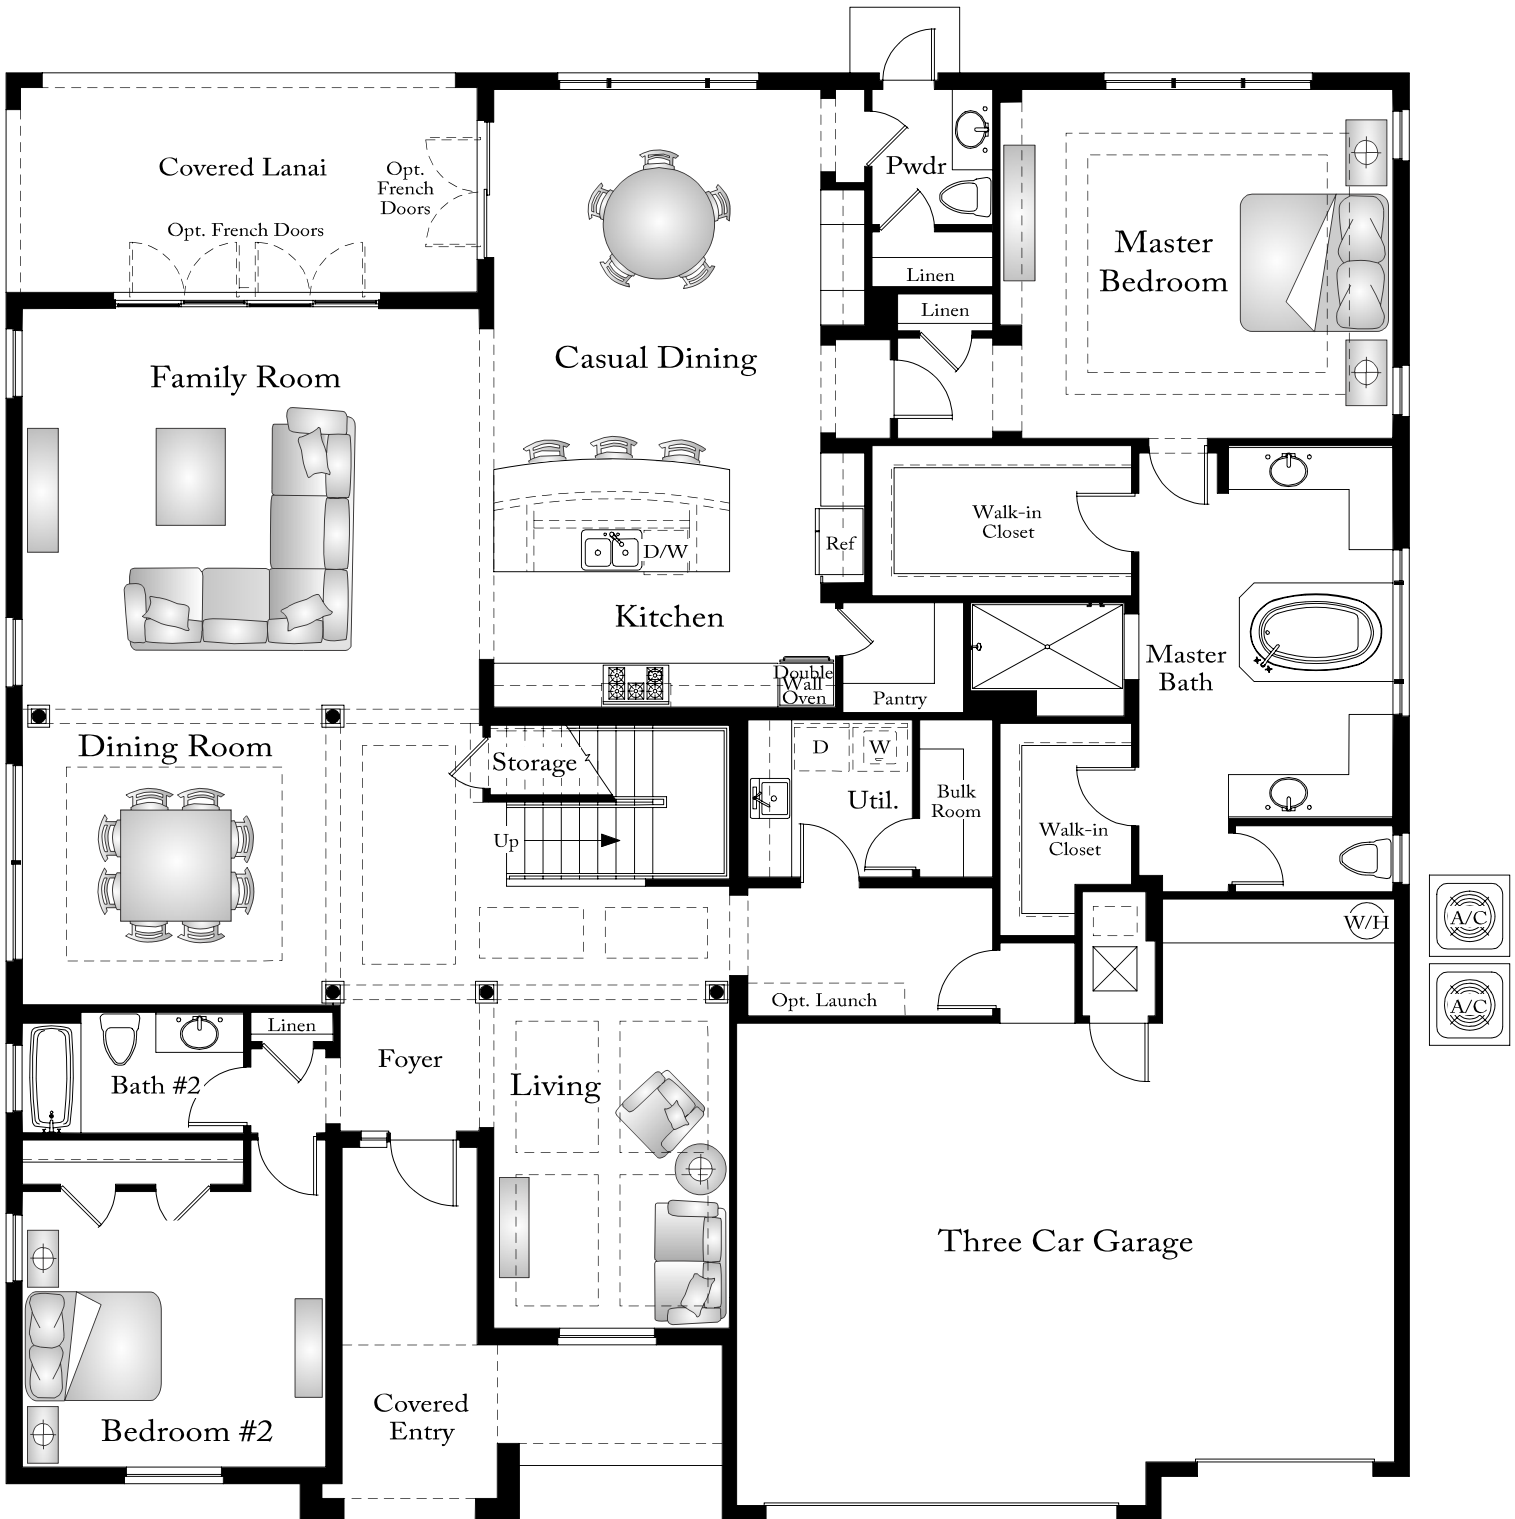 Covered Lanai
Opt.
French
Doors
Opt. French Doors
Pwdr
Linen
Linen
Master
Bedroom
Family Room
Casual Dining
Walk-in
Closet
Ref
D/W
Kitchen
Double
Wall
Oven
Pantry
Master
Bath
Dining Room
Storage
Up
D
W
Util.
Bulk
Room
Walk-in
Closet
W/H
A/C
A/C
Opt. Launch
Linen
Bath #2
Foyer
Living
Three Car Garage
Covered
Entry
Bedroom #2